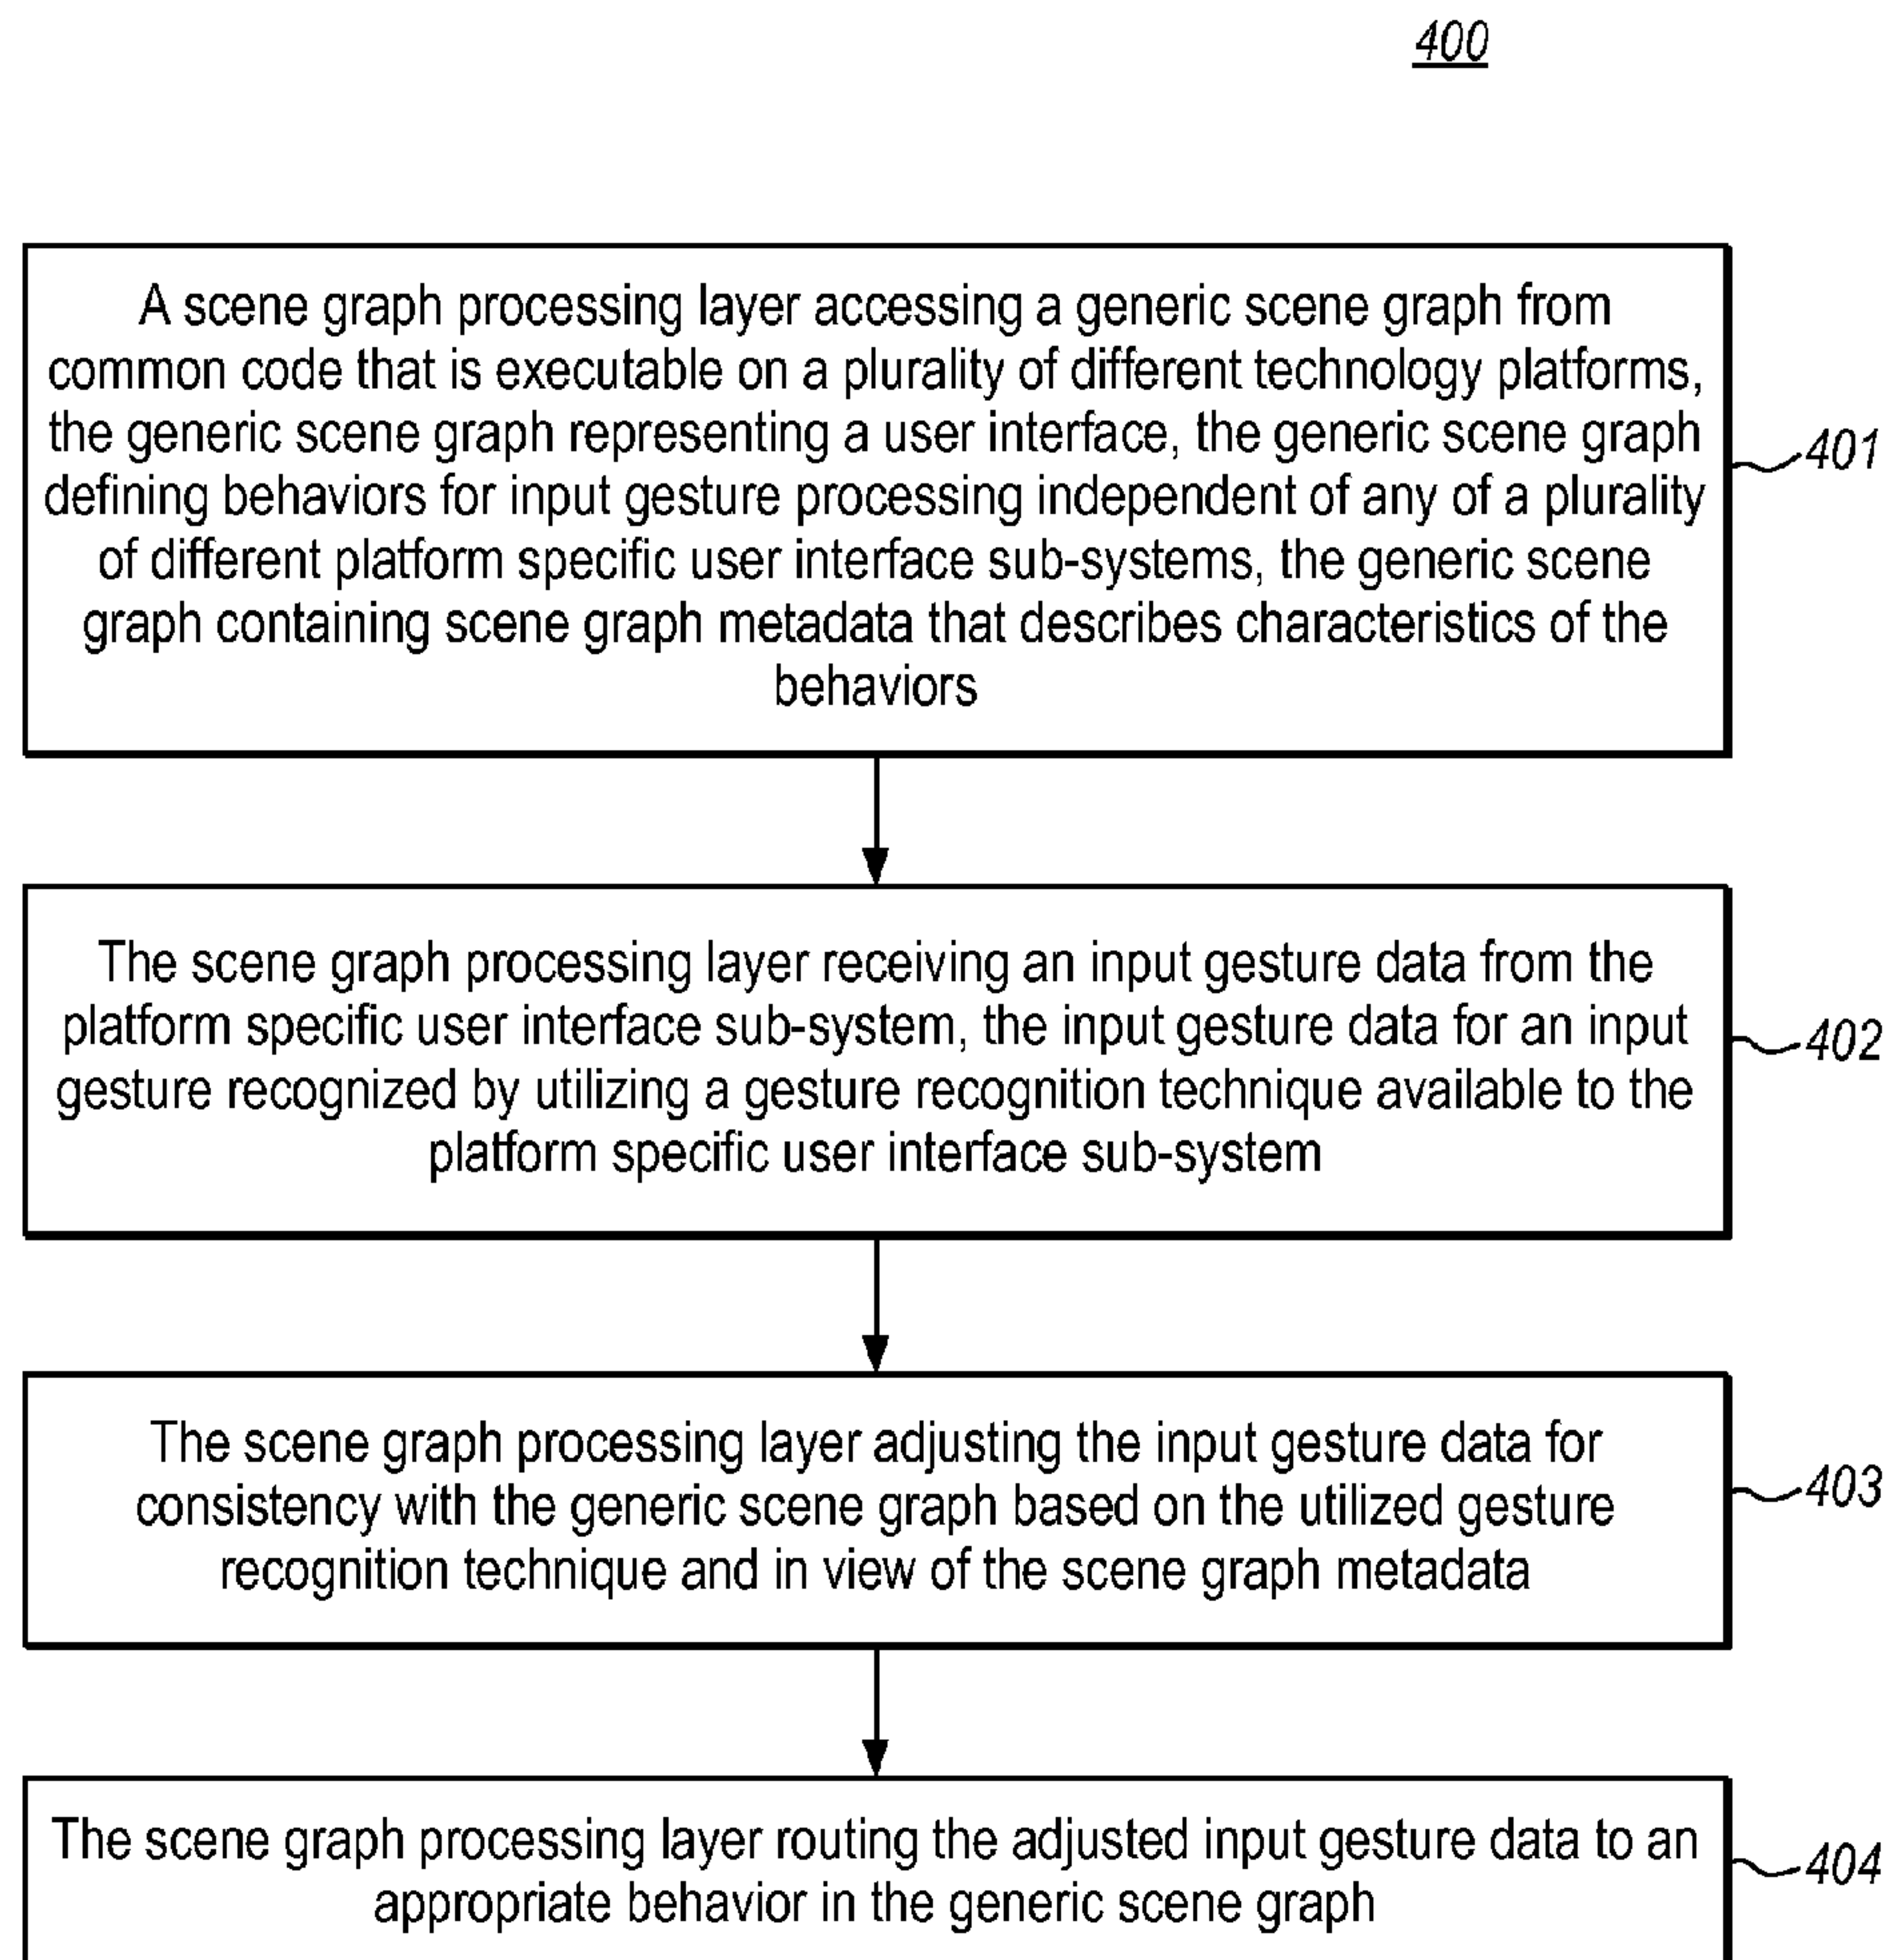 400
A scene graph processing layer accessing a generic scene graph from
common code that is executable on a plurality of different technology platforms,
the generic scene graph representing a user interface, the generic scene graph
defining behaviors for input gesture processing independent of any of a plurality
of different platform specific user interface sub-systems, the generic scene
graph containing scene graph metadata that describes characteristics of the
behaviors
401
The scene graph processing layer receiving an input gesture data from the
platform specific user interface sub-system, the input gesture data for an input
gesture recognized by utilizing a gesture recognition technique available to the
platform specific user interface sub-system
402
The scene graph processing layer adjusting the input gesture data for
consistency with the generic scene graph based on the utilized gesture
recognition technique and in view of the scene graph metadata
403
The scene graph processing layer routing the adjusted input gesture data to an
appropriate behavior in the generic scene graph
404